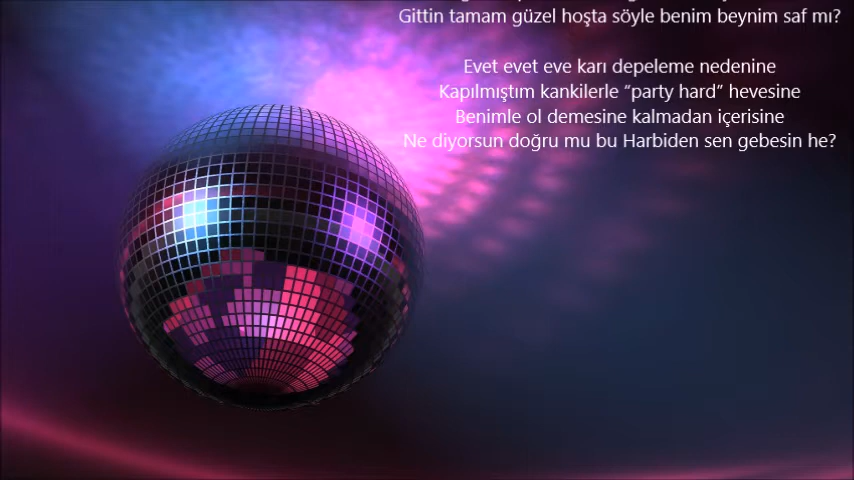 Gittin tamam güzel hoşta söyle benim beynim saf mı?
Evet evet eve karı depeleme nedenine
Kapılmıştım kankilerle “party hard” hevesine
Benimle ol demesine kalmadan içerisine
Ne diyorsun doğru mu bu Harbiden sen gebesin he?